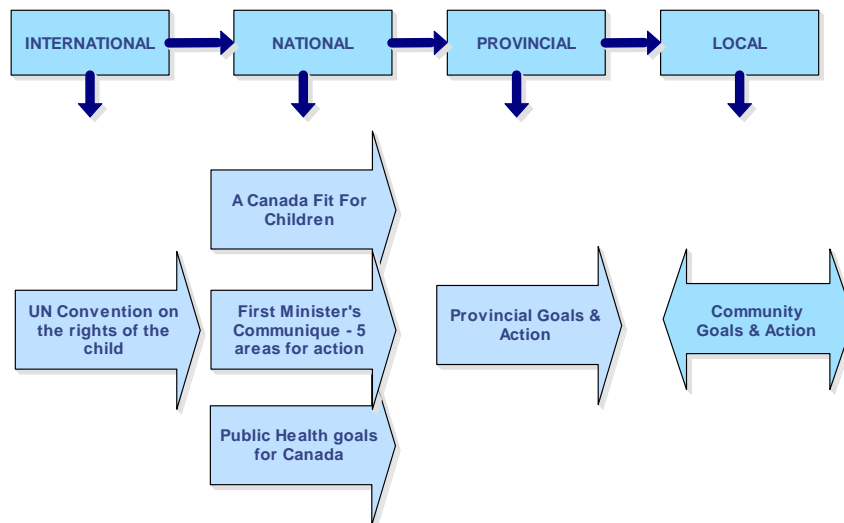 INTERNATIONAL
NATIONAL
PROVINCIAL
LOCAL
A Canada Fit For
Children
UN Convention on
the rights of the
child
First Minister's
Communique - 5
areas for action
Provincial Goals &
Action
Community
Goals & Action
Public Health goals
for Canada